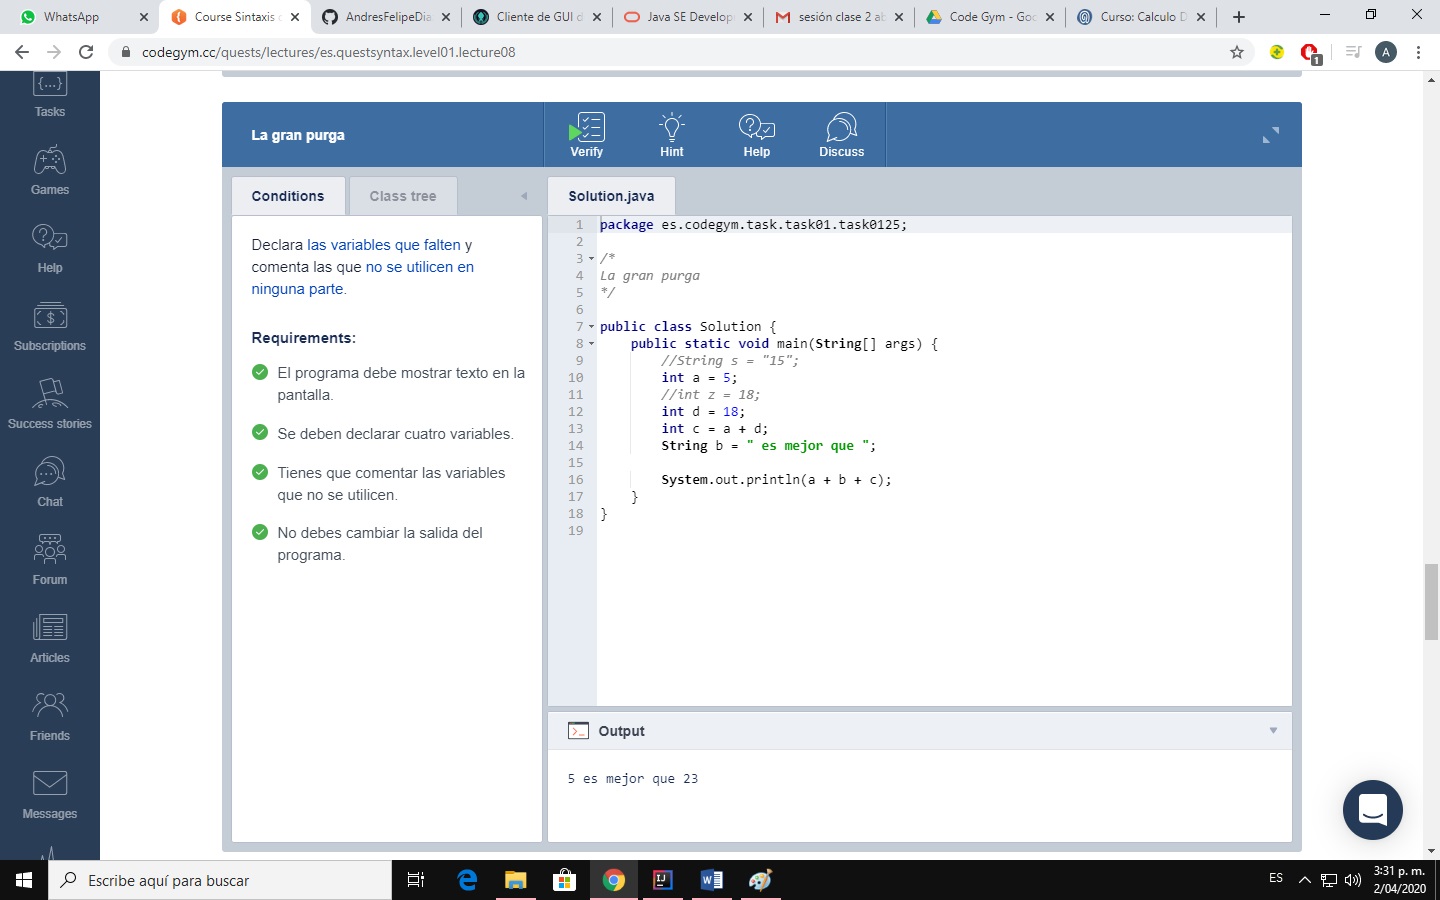 WhatsApp
Course Sintaxis
AndresFelipeDia
Cliente de GUI d
Java SE Develop
sesión clase 2 ab
Code Gym - Goo
Curso: Calculo D
codegym.cc/quests/lectures/es.questsyntax.level01.lecture08
1
A
Tasks
Games
Help
Subscriptions
Success stories
Chat
Forum
Articles
Friends
Messages
La gran purga
Verify
Hint
Help
Discuss
Conditions
Class tree
Declara las variables que falten y
comenta las que no se utilicen en
ninguna parte.
Requirements:
El programa debe mostrar texto en la
pantalla.
Se deben declarar cuatro variables.
Tienes que comentar las variables
que no se utilicen.
No debes cambiar la salida del
programa.
Solution.java
1 package es.codegym.task.task01.task0125;
2
3 /*
4 La gran purga
5 */
6
7 public class Solution {
8 public static void main(String[] args) {
9 //String s = "15";
10 int a = 5;
11 //int z = 18;
12 int d = 18;
13 int c = a + d;
14 String b = " es mejor que ";
15
16 System.out.println(a + b + c);
17 }
18 }
19
Output
5 es mejor que 23
Escribe aquí para buscar
ES
3:31 p. m.
2/04/2020